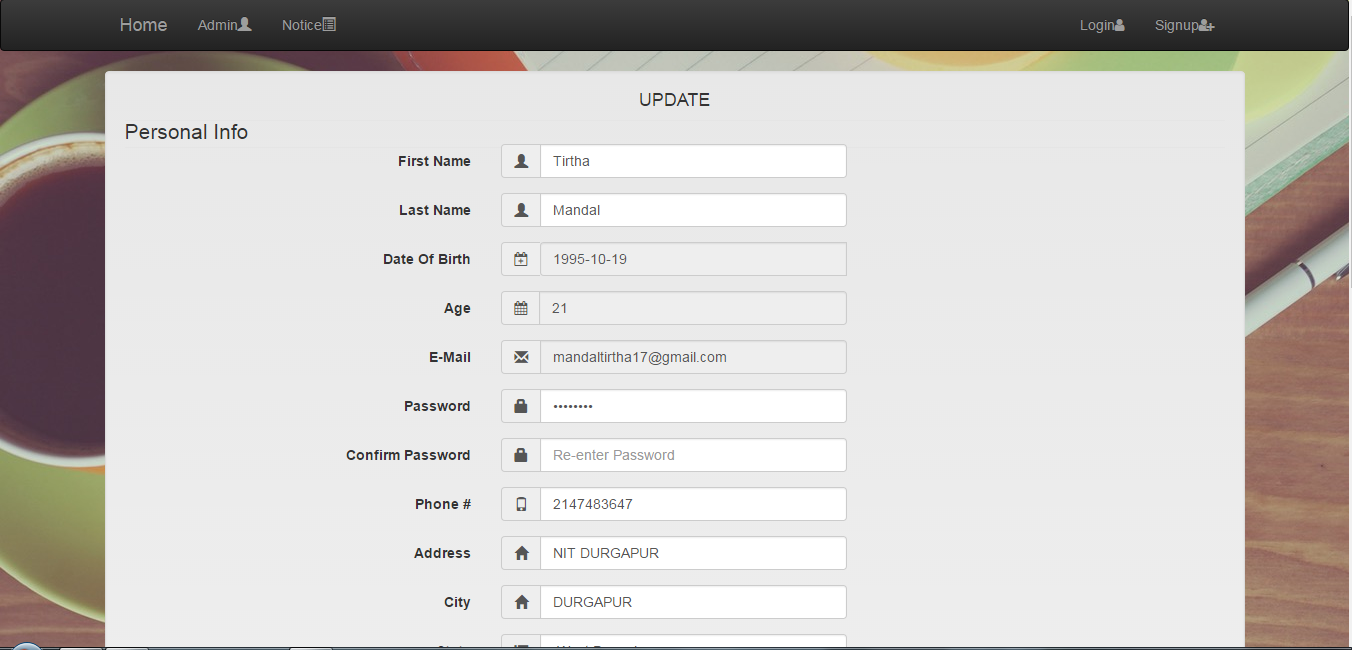 Home Admin Notice Login Signup
UPDATE
Personal Info
First Name Tirtha
Last Name Mandal
Date Of Birth 1995-10-19
Age 21
E-Mail mandaltirtha17@gmail.com
Password ••••••••
Confirm Password Re-enter Password
Phone # 2147483647
Address NIT DURGAPUR
City DURGAPUR